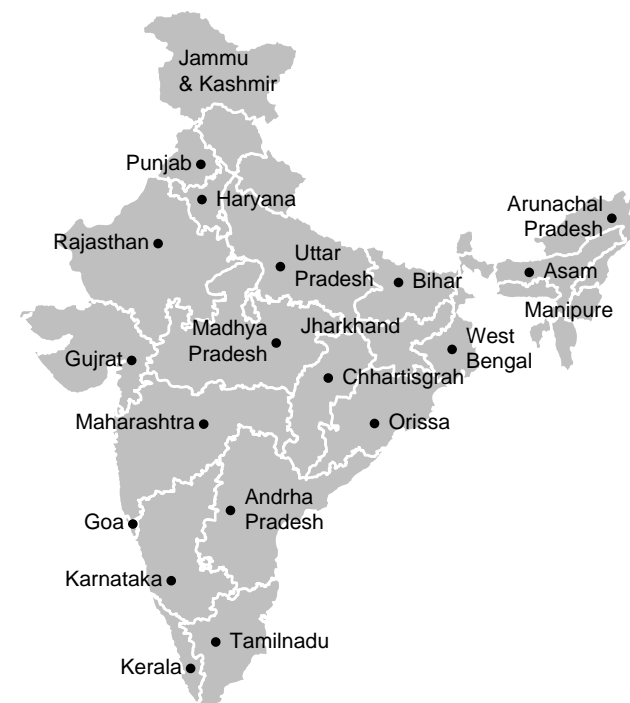 Jammu
& Kashmir
Punjab
Haryana
Arunachal
Pradesh
Rajasthan
Uttar
Pradesh
Asam
Bihar
Manipure
Madhya
Pradesh
Jharkhand
West
Bengal
Gujrat
Chhartisgrah
Maharashtra
Orissa
Andrha
Pradesh
Goa
Karnataka
Tamilnadu
Kerala